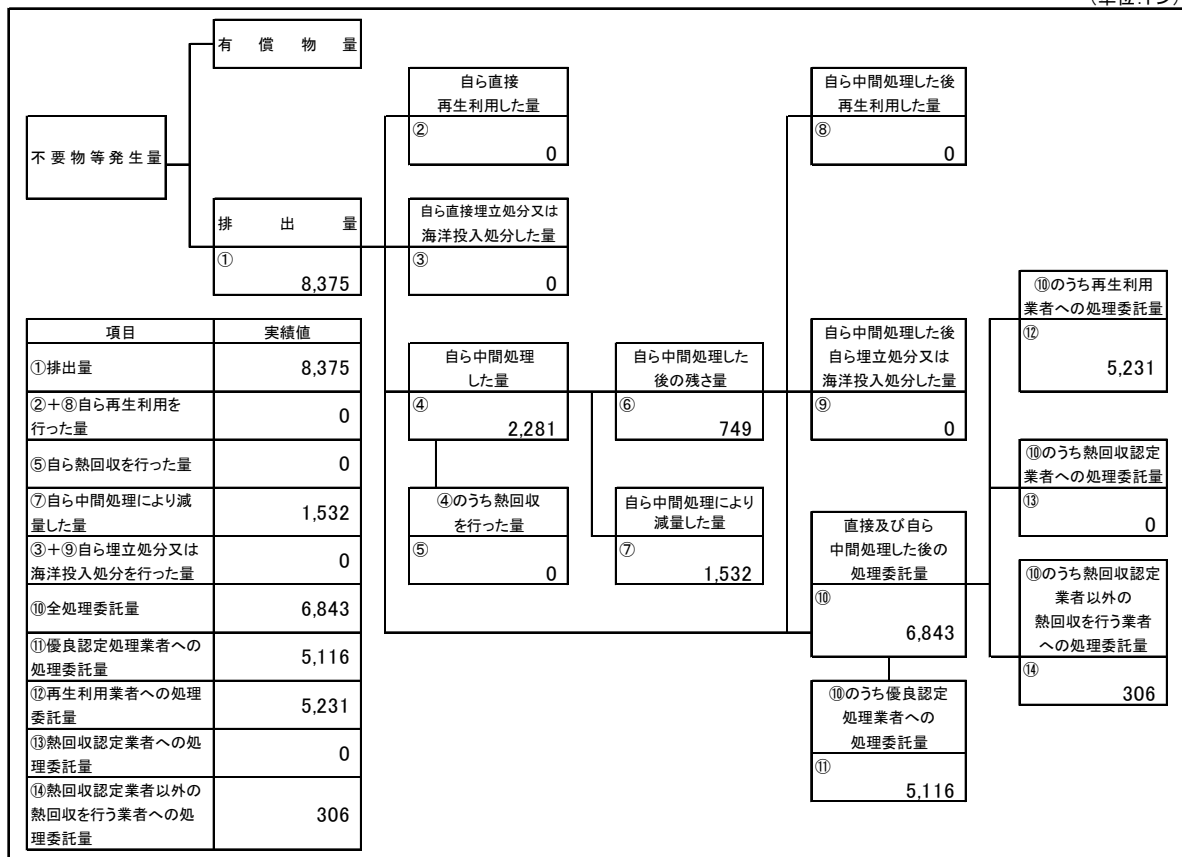 (単位:トン)
有償物量
不要物等発生量
排出量
①
8,375
自ら直接
再生利用した量
②
0
自ら直接埋立処分又は
海洋投入処分した量
③
0
自ら中間処理した後
再生利用した量
⑧
0
自ら中間処理
した量
④
2,281
自ら中間処理した
後の残さ量
⑥
749
自ら中間処理した後
自ら埋立処分又は
海洋投入処分した量
⑨
0
④のうち熱回収
を行った量
⑤
0
自ら中間処理により
減量した量
⑦
1,532
直接及び自ら
中間処理した後の
処理委託量
⑩
6,843
⑩のうち優良認定
処理業者への
処理委託量
⑪
5,116
⑩のうち再生利用
業者への処理委託量
⑫
5,231
⑩のうち熱回収認定
業者への処理委託量
⑬
0
⑩のうち熱回収認定
業者以外の
熱回収を行う業者
への処理委託量
⑭
306
項目 実績値
①排出量 8,375
②+⑧自ら再生利用を
行った量 0
⑤自ら熱回収を行った量 0
⑦自ら中間処理により減
量した量 1,532
③+⑨自ら埋立処分又は
海洋投入処分を行った量 0
⑩全処理委託量 6,843
⑪優良認定処理業者への
処理委託量 5,116
⑫再生利用業者への処理
委託量 5,231
⑬熱回収認定業者への処
理委託量 0
⑭熱回収認定業者以外の
熱回収を行う業者への処
理委託量 306